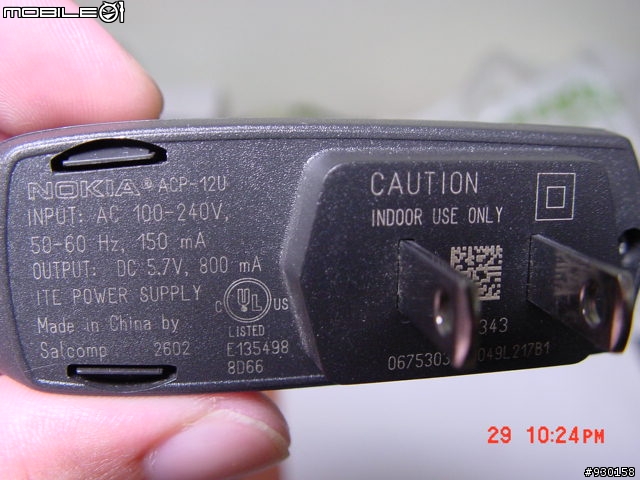 MOBILE01
NOKIA® ACP-12U
INPUT: AC 100-240V,
50-60 Hz, 150 mA
OUTPUT: DC 5.7V, 800 mA
ITE POWER SUPPLY
Made in China by
Salcomp 2602
C UL US
LISTED
E135498
8D66
CAUTION
INDOOR USE ONLY
343
29 10:24PM
#930158